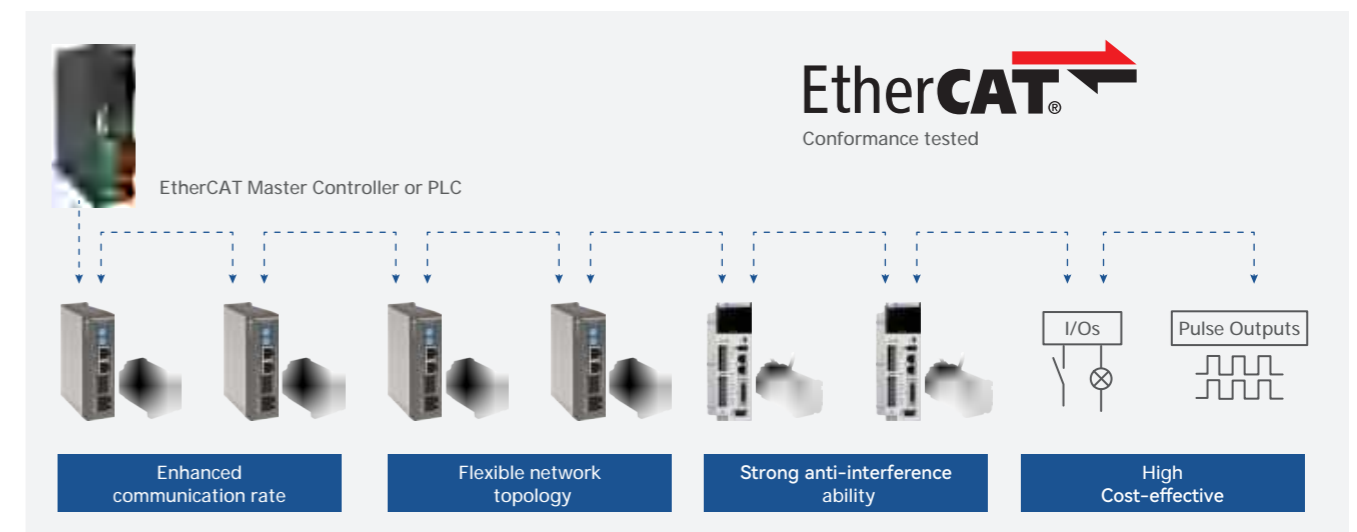 EtherCAT®
Conformance tested
EtherCAT Master Controller or PLC
I/Os
Pulse Outputs
Enhanced
communication rate
Flexible network
topology
Strong anti-interference
ability
High
Cost-effective